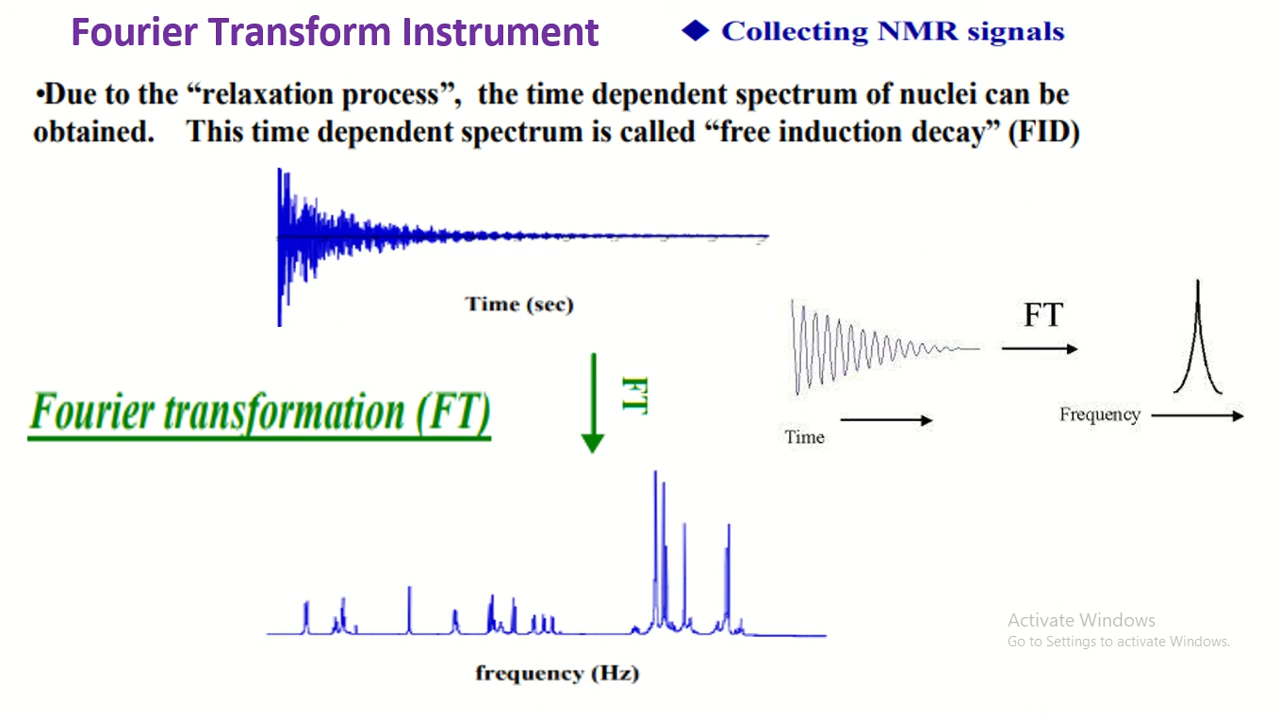 Fourier Transform Instrument
◆ Collecting NMR signals
•Due to the “relaxation process”, the time dependent spectrum of nuclei can be
obtained. This time dependent spectrum is called “free induction decay” (FID)
Time (sec)
FT
Fourier transformation (FT)
FT
Time
Frequency
frequency (Hz)
Activate Windows
Go to Settings to activate Windows.